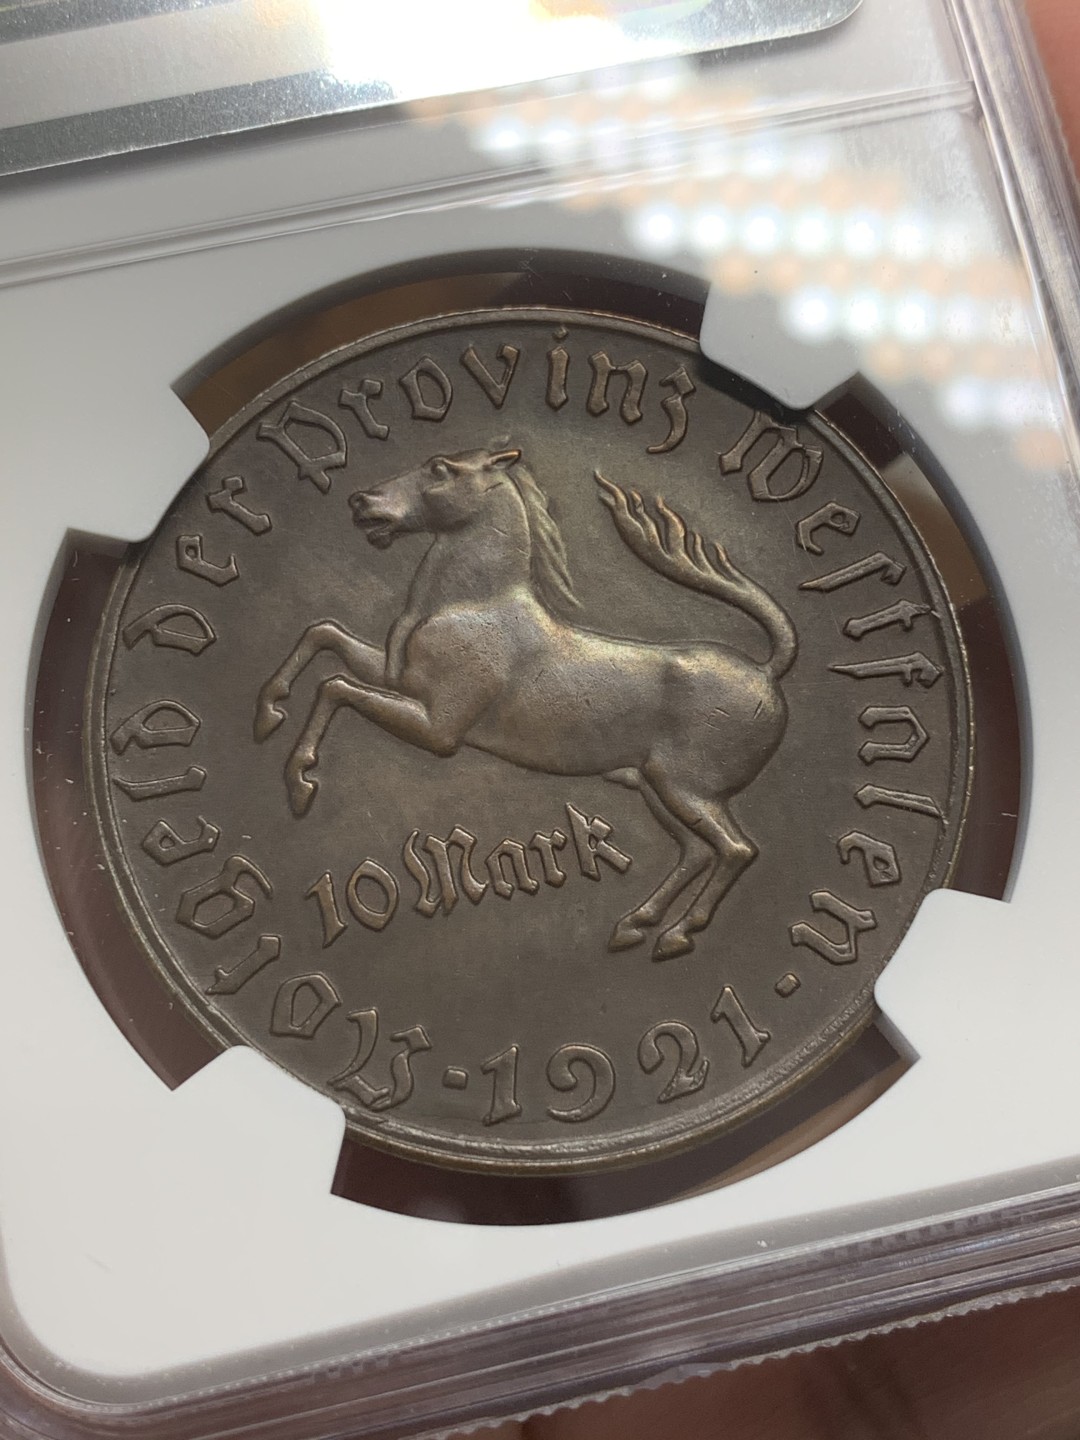 Notgeld der Provinz Westfalen
10 Mark
· 1921 ·